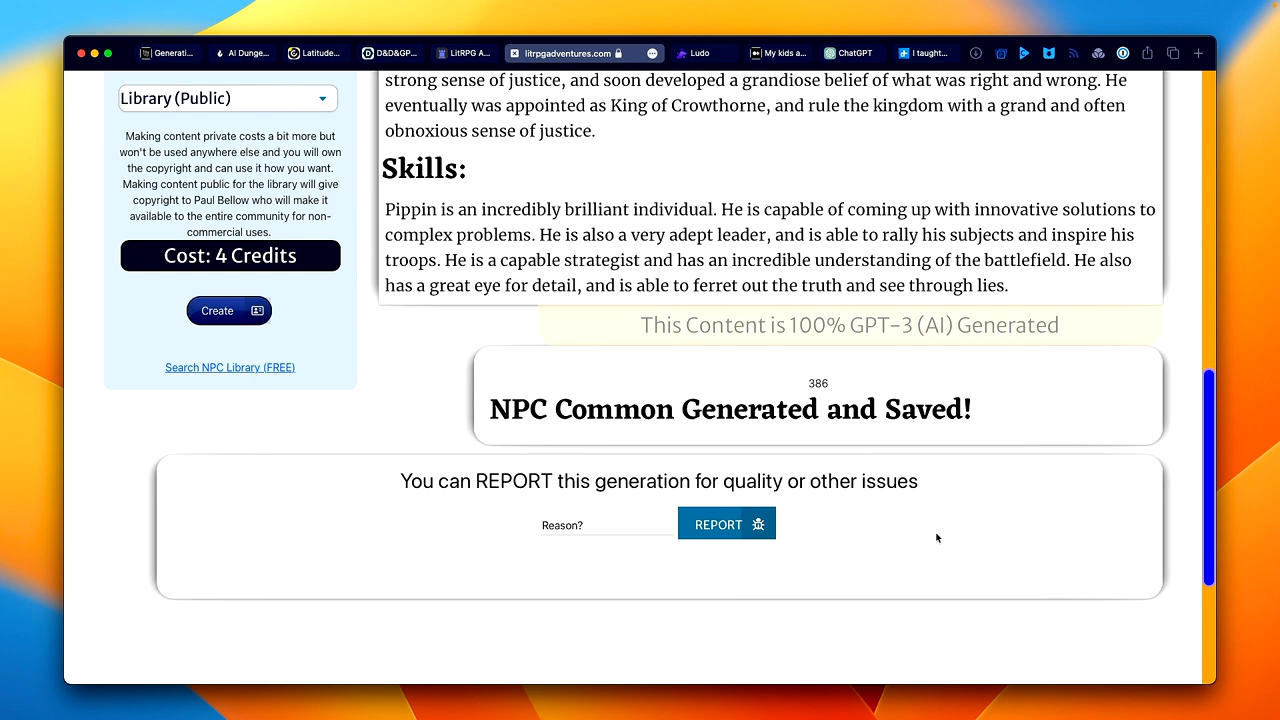 Generati...
AI Dunge...
Latitude...
D&D&GP...
LitRPG A...
litrpgadventures.com
Ludo
My kids a...
ChatGPT
I taught...
Library (Public)
Making content private costs a bit more but
won't be used anywhere else and you will own
the copyright and can use it how you want.
Making content public for the library will give
copyright to Paul Bellow who will make it
available to the entire community for non-
commercial uses.
Cost: 4 Credits
Create
Search NPC Library (FREE)
strong sense of justice, and soon developed a grandiose belief of what was right and wrong. He
eventually was appointed as King of Crowthorne, and rule the kingdom with a grand and often
obnoxious sense of justice.
Skills:
Pippin is an incredibly brilliant individual. He is capable of coming up with innovative solutions to
complex problems. He is also a very adept leader, and is able to rally his subjects and inspire his
troops. He is a capable strategist and has an incredible understanding of the battlefield. He also
has a great eye for detail, and is able to ferret out the truth and see through lies.
This Content is 100% GPT-3 (AI) Generated
386
NPC Common Generated and Saved!
You can REPORT this generation for quality or other issues
Reason?
REPORT